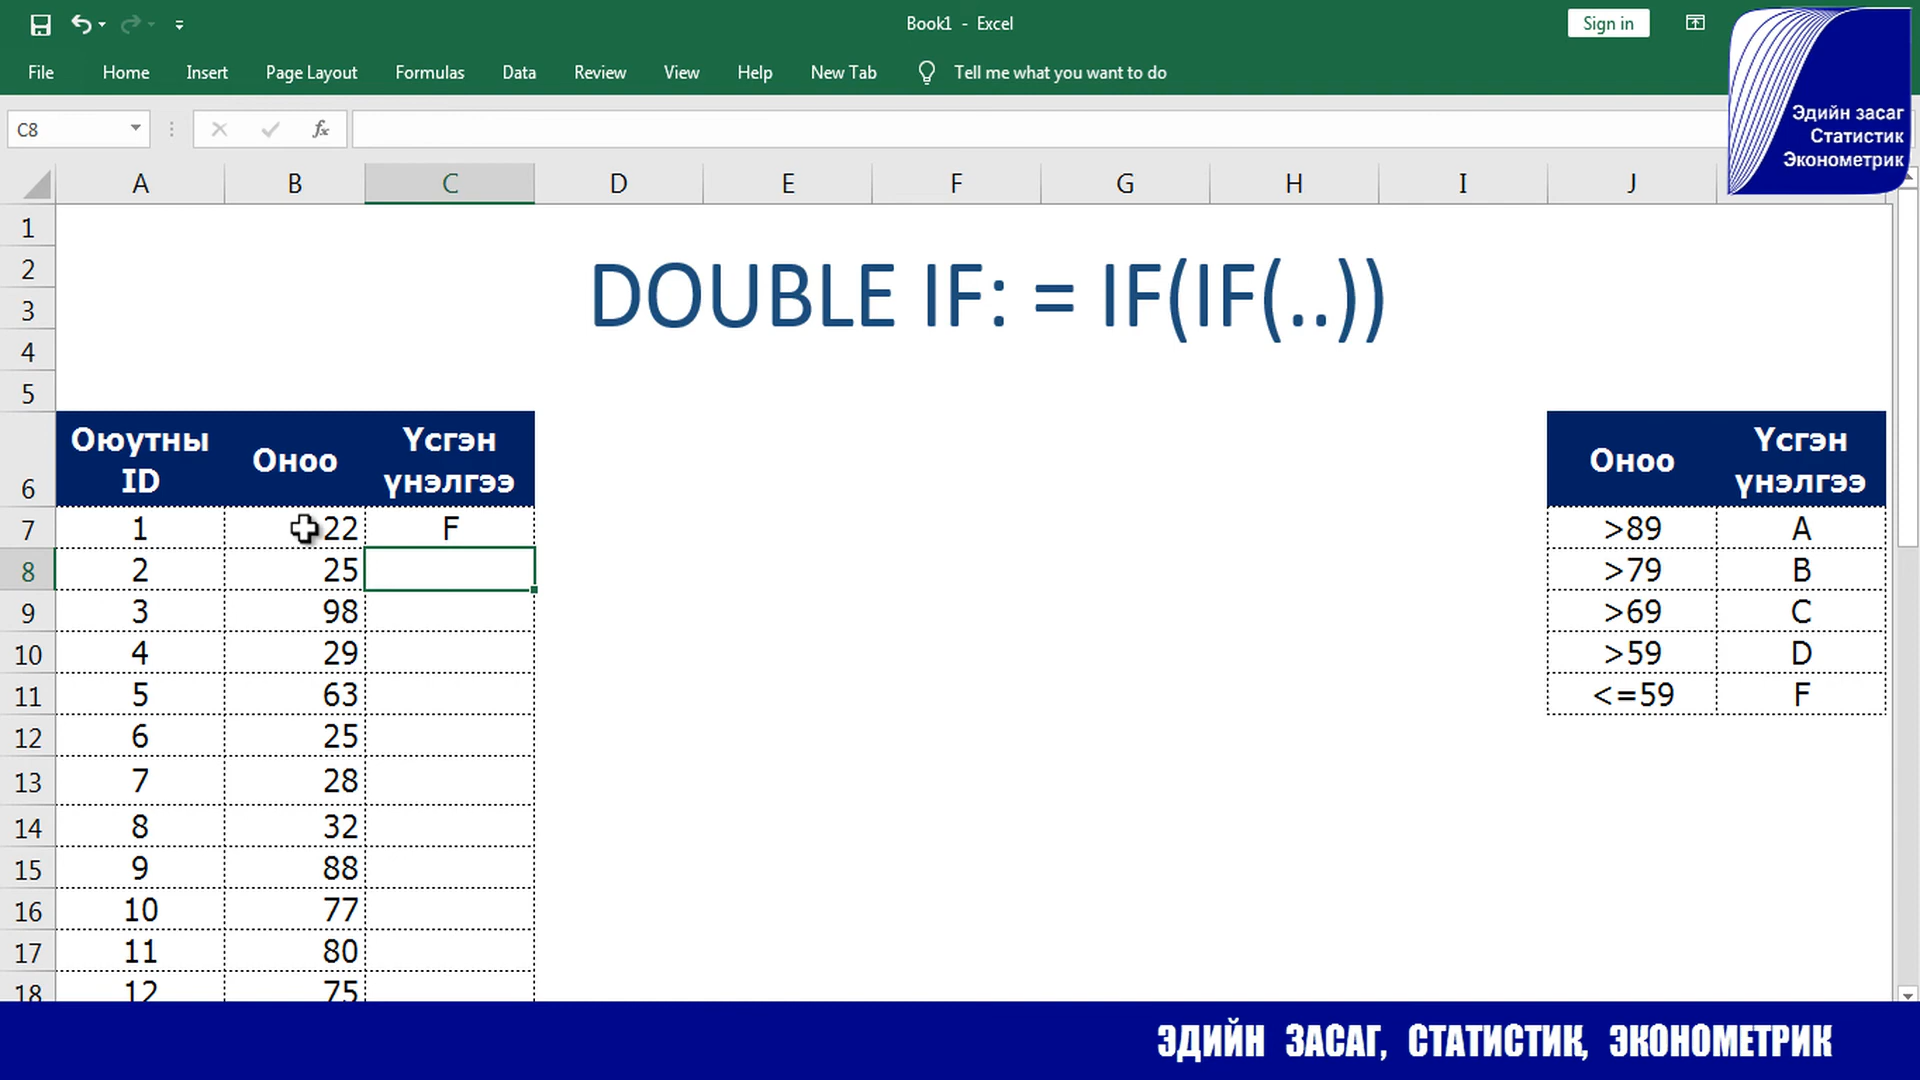 Book1 - Excel
Sign in
File Home Insert Page Layout Formulas Data Review View Help New Tab Tell me what you want to do
Эдийн засаг
Статистик
Эконометрик
C8 fx
A B C D E F G H I J
1
2
3
4
5
6
7
8
9
10
11
12
13
14
15
16
17
18
DOUBLE IF: = IF(IF(..))
Оюутны ID Оноо Үсгэн үнэлгээ
1 22 F
2 25
3 98
4 29
5 63
6 25
7 28
8 32
9 88
10 77
11 80
12 75
Оноо Үсгэн үнэлгээ
>89 A
>79 B
>69 C
>59 D
<=59 F
ЭДИЙН ЗАСАГ, СТАТИСТИК, ЭКОНОМЕТРИК